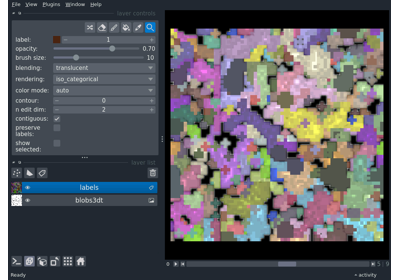 File View Plugins Window Help
layer controls
label: 1
opacity: 0.70
brush size: 10
blending: translucent
rendering: iso_categorical
color mode: auto
contour: 0
n edit dim: 2
contiguous: ✓
preserve
labels:
show
selected:
layer list
labels
blobs3dt
Ready
activity